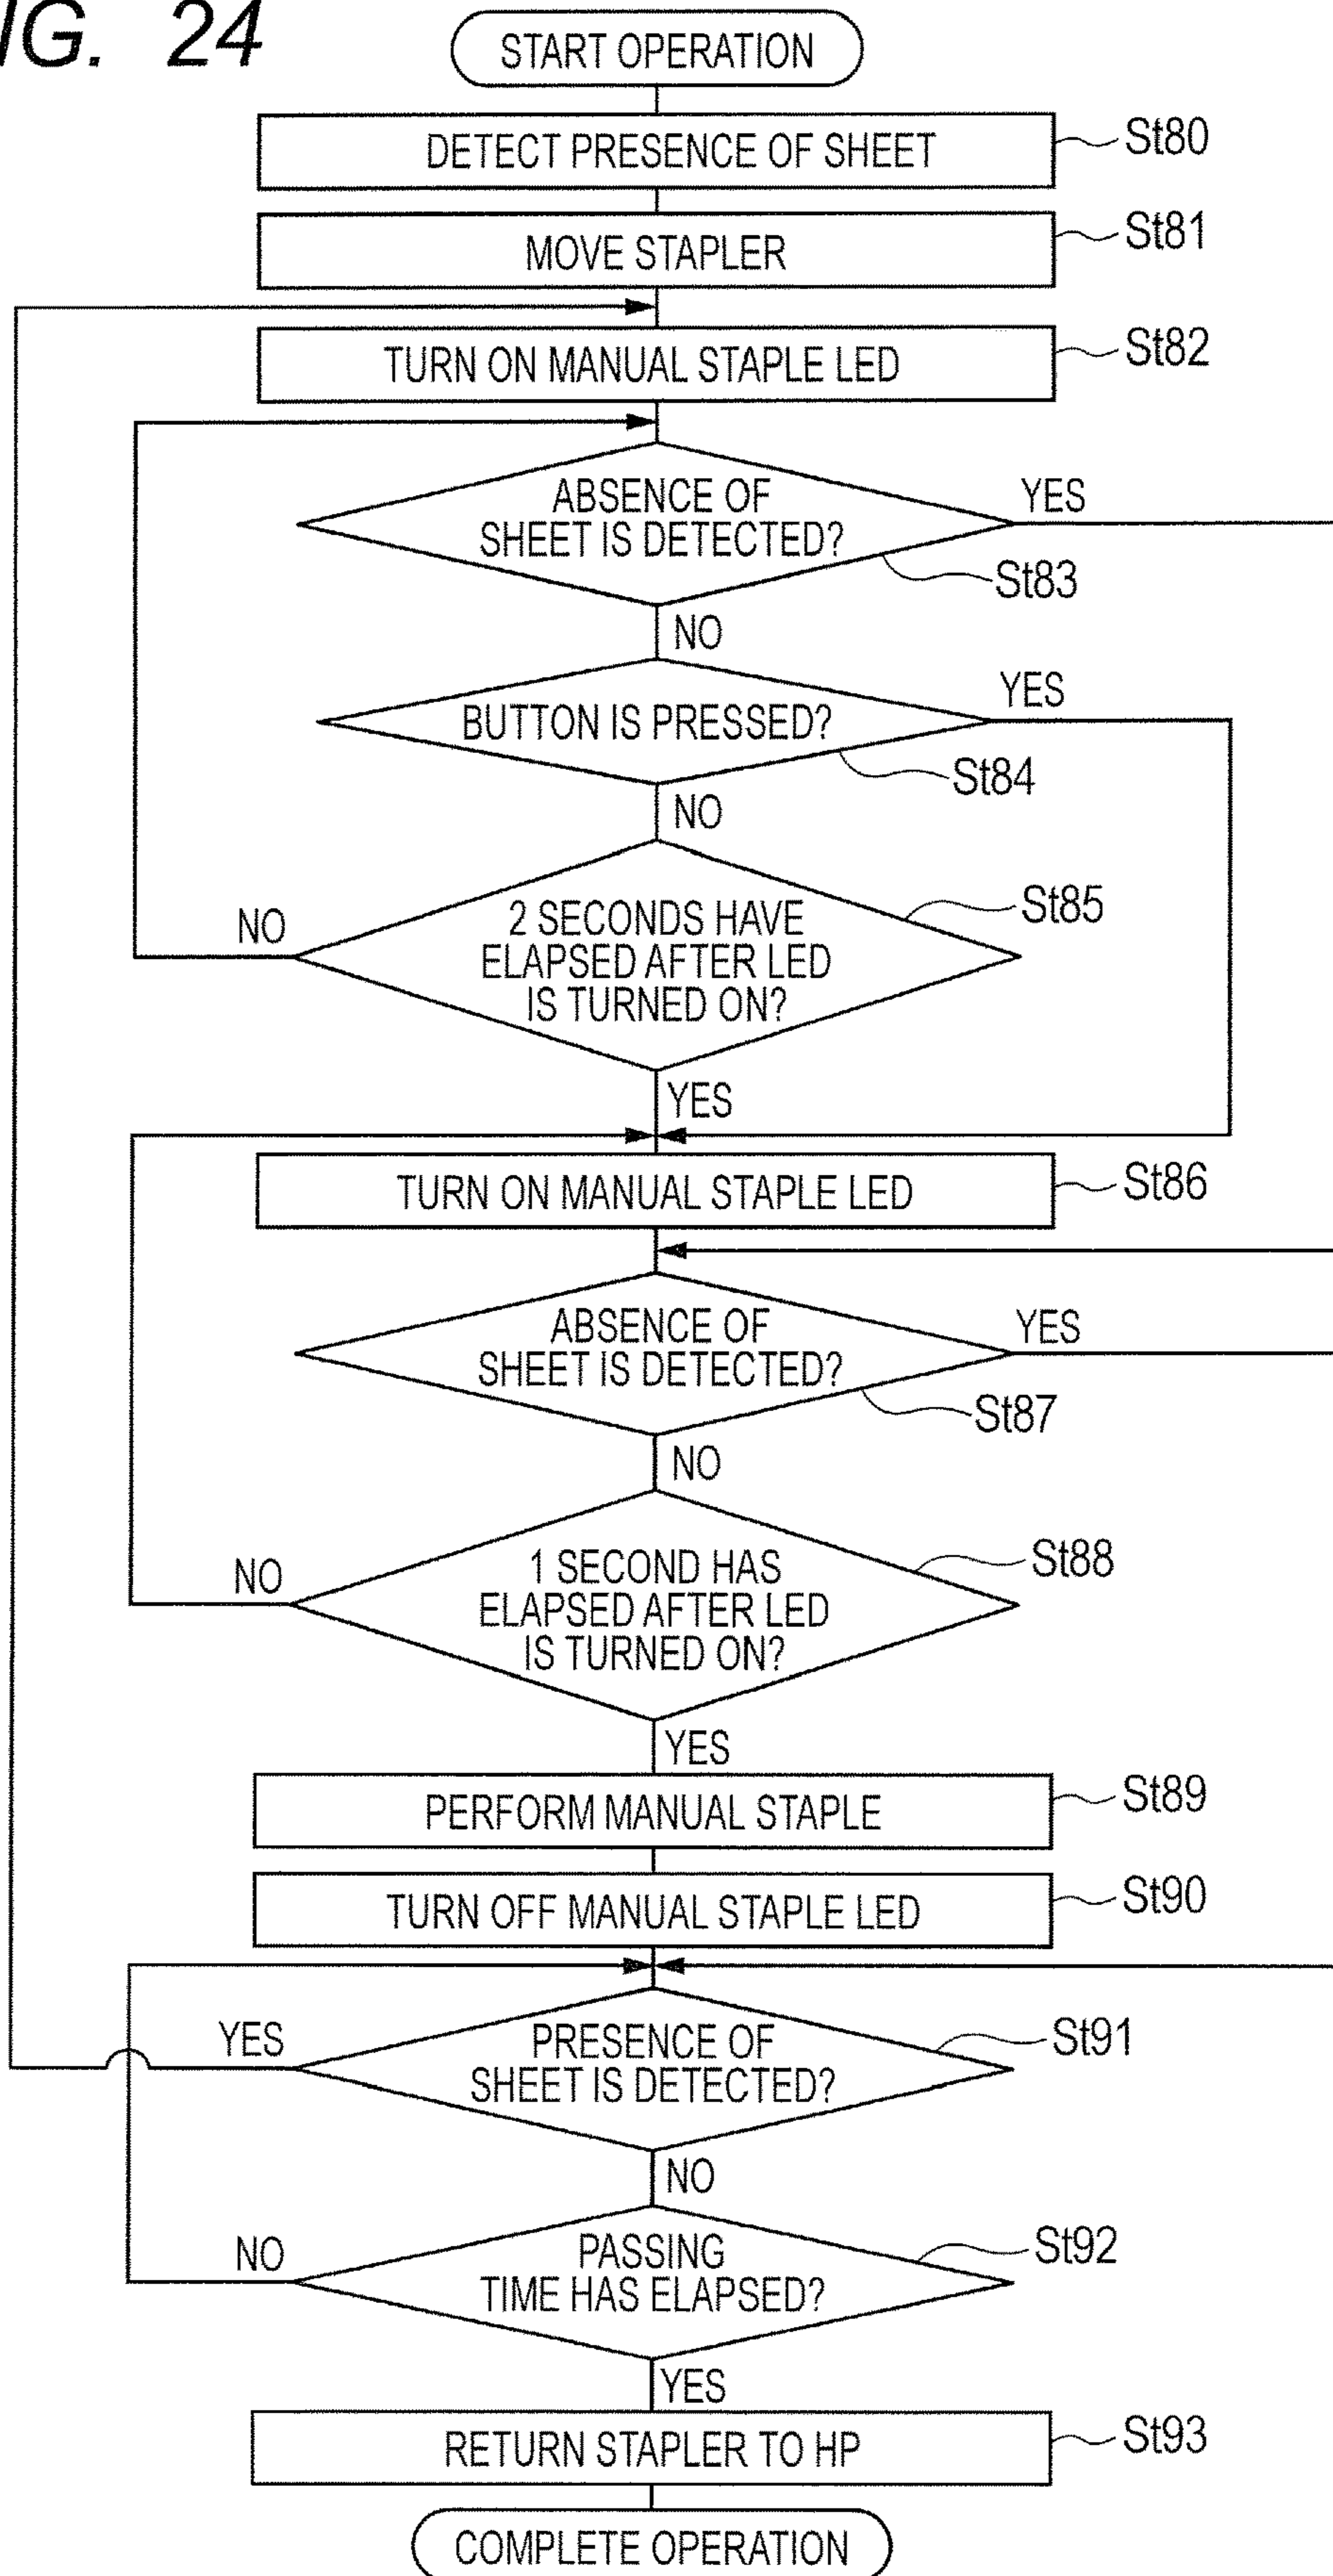 IG. 24
START OPERATION
DETECT PRESENCE OF SHEET
St80
MOVE STAPLER
St81
TURN ON MANUAL STAPLE LED
St82
ABSENCE OF
SHEET IS DETECTED?
YES
St83
NO
BUTTON IS PRESSED?
YES
St84
NO
2 SECONDS HAVE
ELAPSED AFTER LED
IS TURNED ON?
NO
St85
YES
TURN ON MANUAL STAPLE LED
St86
ABSENCE OF
SHEET IS DETECTED?
YES
St87
NO
1 SECOND HAS
ELAPSED AFTER LED
IS TURNED ON?
NO
St88
YES
PERFORM MANUAL STAPLE
St89
TURN OFF MANUAL STAPLE LED
St90
PRESENCE OF
SHEET IS DETECTED?
YES
St91
NO
PASSING
TIME HAS ELAPSED?
NO
St92
YES
RETURN STAPLER TO HP
St93
COMPLETE OPERATION